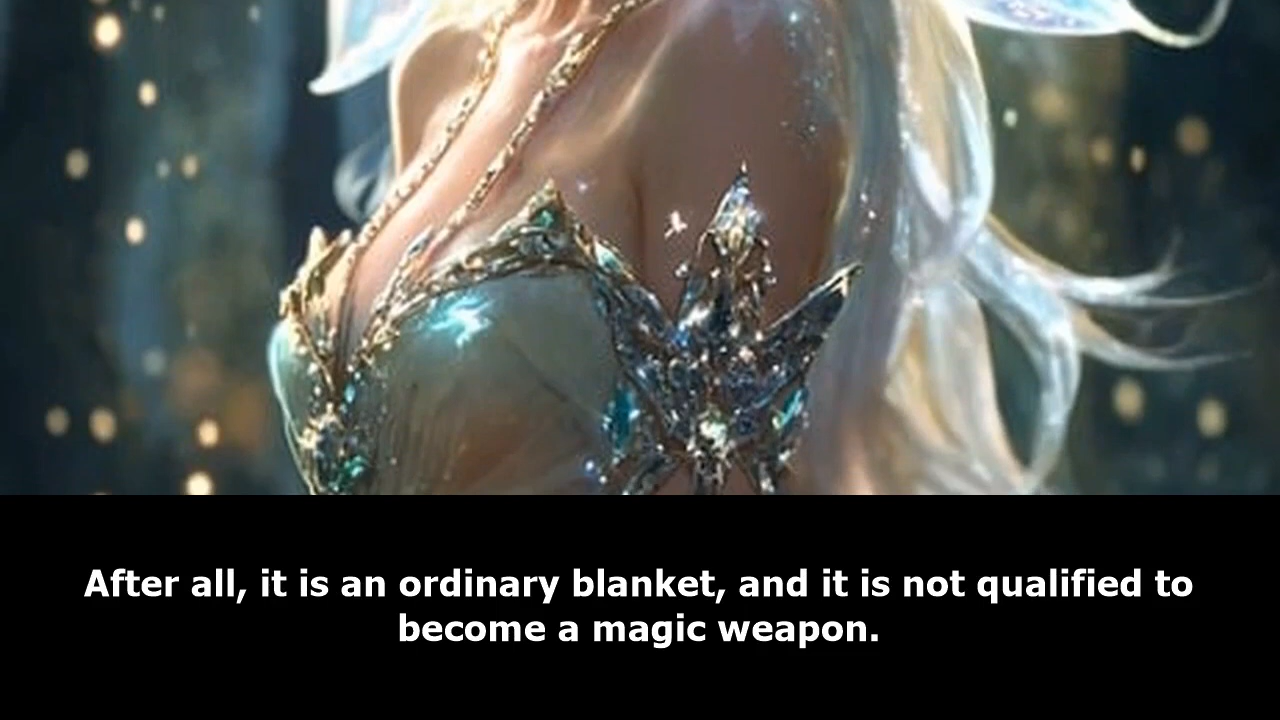 After all, it is an ordinary blanket, and it is not qualified to
become a magic weapon.